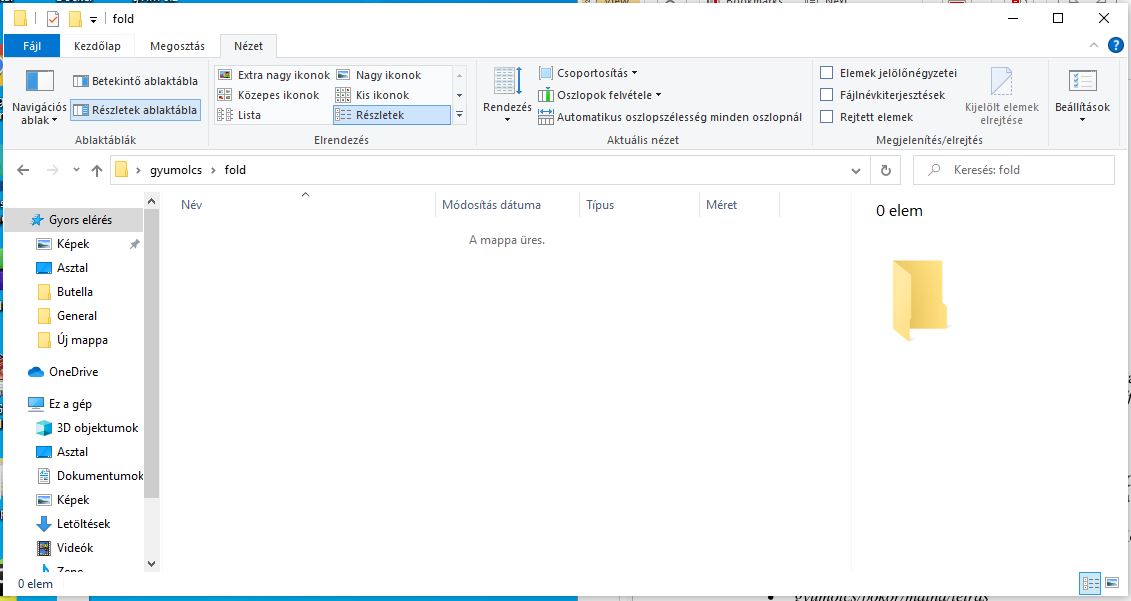 fold
Fájl Kezdőlap Megosztás Nézet
Navigációs ablak
Betekintő ablaktábla
Részletek ablaktábla
Ablaktáblák
Extra nagy ikonok Nagy ikonok
Közepes ikonok Kis ikonok
Lista Részletek
Elrendezés
Rendezés
Csoportosítás
Oszlopok felvétele
Automatikus oszlopszélesség minden oszlopnál
Aktuális nézet
Elemek jelölőnégyzetei
Fájlnévkiterjesztések
Rejtett elemek
Kijelölt elemek elrejtése
Megjelenítés/elrejtés
Beállítások
gyumolcs > fold
Keresés: fold
Név Módosítás dátuma Típus Méret
A mappa üres.
0 elem
Gyors elérés
Képek
Asztal
Butella
General
Új mappa
OneDrive
Ez a gép
3D objektumok
Asztal
Dokumentumok
Képek
Letöltések
Videók
Zene
0 elem